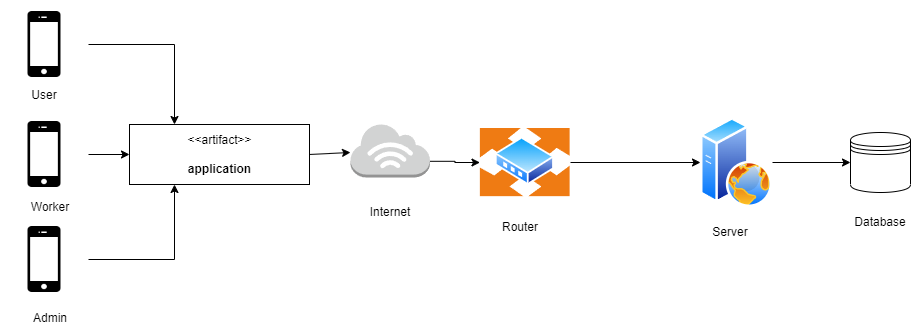 User
<<artifact>>
application
Worker
Internet
Router
Server
Database
Admin